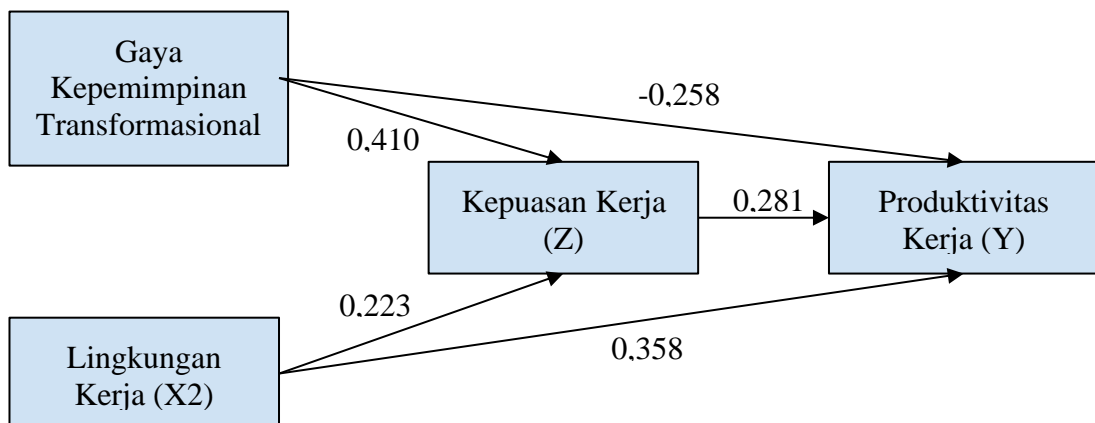 Gaya
Kepemimpinan
Transformasional
-0,258
0,410
Kepuasan Kerja
(Z)
0,281
Produktivitas
Kerja (Y)
0,223
0,358
Lingkungan
Kerja (X2)